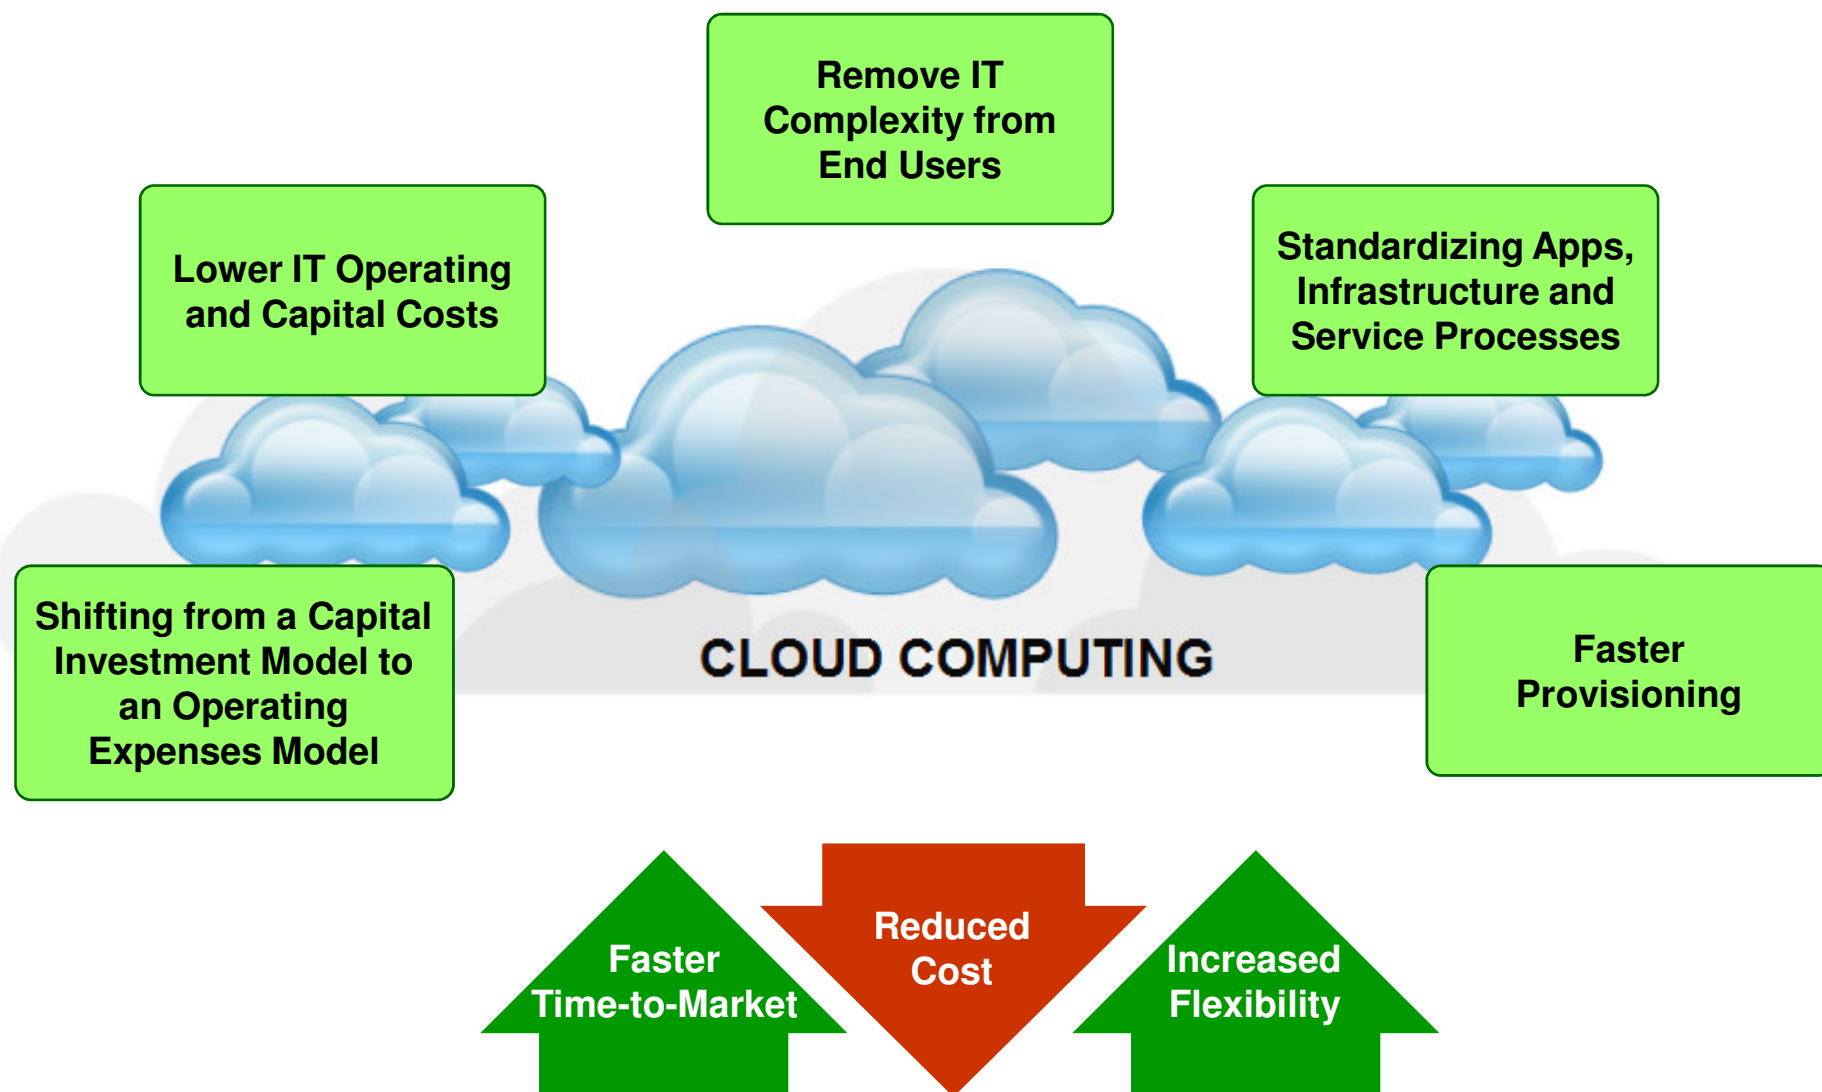 Remove IT
Complexity from
End Users
Lower IT Operating
and Capital Costs
Standardizing Apps,
Infrastructure and
Service Processes
Shifting from a Capital
Investment Model to
an Operating
Expenses Model
CLOUD COMPUTING
Faster
Provisioning
Faster
Time-to-Market
Reduced
Cost
Increased
Flexibility